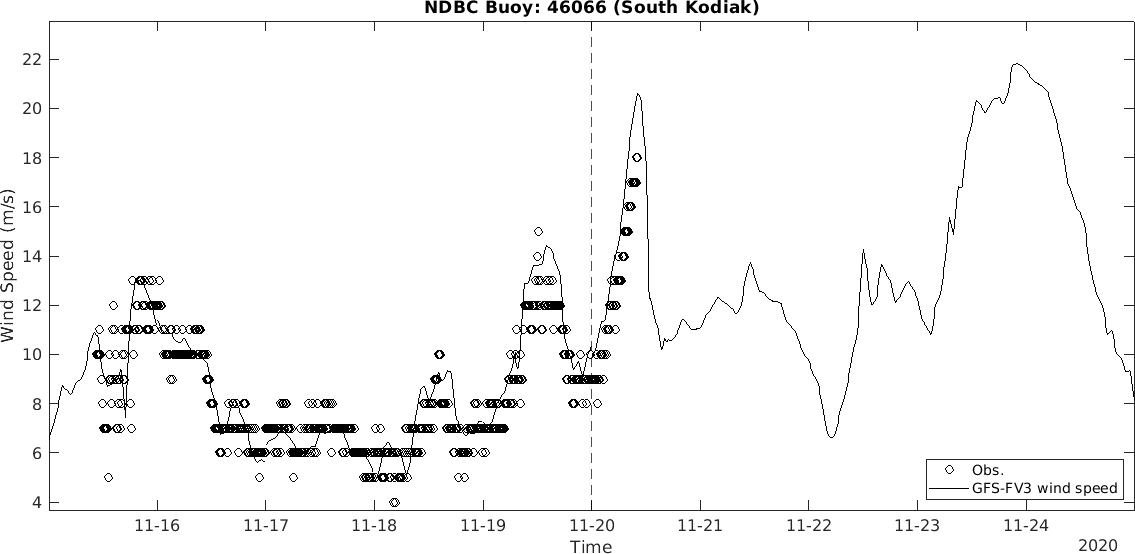 NDBC Buoy: 46066 (South Kodiak)
Wind Speed (m/s)
22
20
18
16
14
12
10
8
6
4
11-16 11-17 11-18 11-19 11-20 11-21 11-22 11-23 11-24
Time
2020
Obs.
GFS-FV3 wind speed